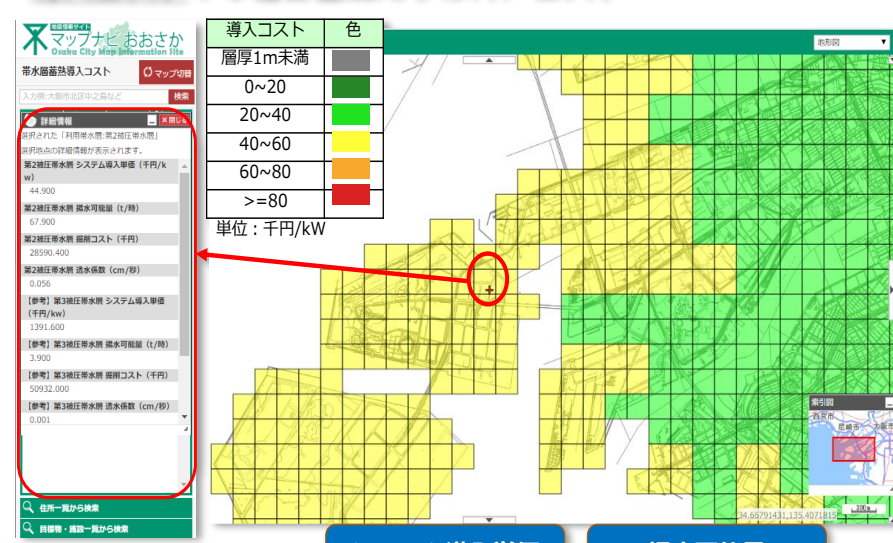 地図情報サイト
マップナビおおさか
Osaka City Map Information Site
帯水層蓄熱導入コスト
マップ切替
入力例:大阪市北区中之島など
検索
詳細情報
×閉じる
選択された「利用帯水層:第2被圧帯水層」
選択地点の詳細情報が表示されます。
第2被圧帯水層 システム導入単価（千円/k
w）
44.900
第2被圧帯水層 揚水可能量（t/時）
67.900
第2被圧帯水層 掘削コスト（千円）
28590.400
第2被圧帯水層 透水係数（cm/秒）
0.056
【参考】第3被圧帯水層 システム導入単価
（千円/kw）
1391.600
【参考】第3被圧帯水層 揚水可能量（t/時）
3.900
【参考】第3被圧帯水層 掘削コスト（千円）
50932.000
【参考】第3被圧帯水層 透水係数（cm/秒）
0.001
住所一覧から検索
目標物・施設一覧から検索
導入コスト 色
層厚1m未満
0~20
20~40
40~60
60~80
>=80
単位：千円/kW
地形図
索引図
西宮市
尼崎市
大阪市
34.66791431,135.4071815
200m